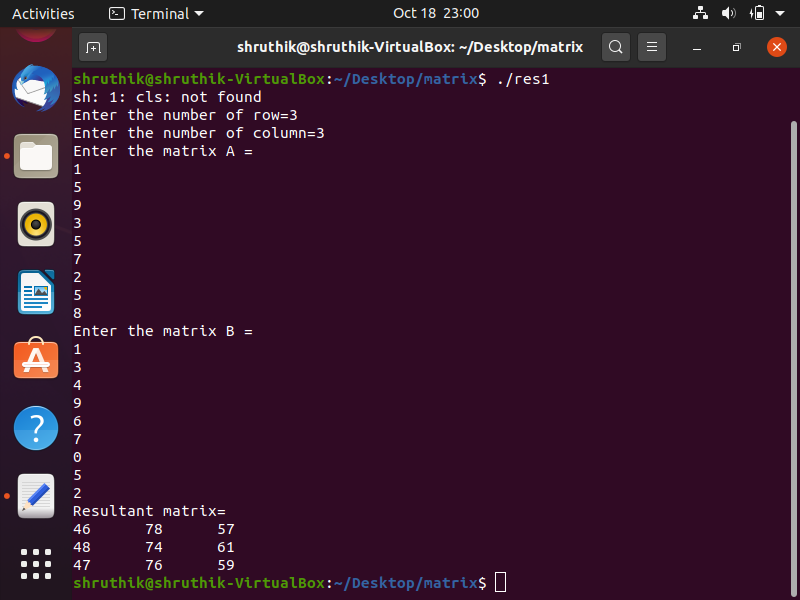 Activities Terminal Oct 18 23:00
shruthik@shruthik-VirtualBox: ~/Desktop/matrix
shruthik@shruthik-VirtualBox:~/Desktop/matrix$ ./res1
sh: 1: cls: not found
Enter the number of row=3
Enter the number of column=3
Enter the matrix A =
1
5
9
3
5
7
2
5
8
Enter the matrix B =
1
3
4
9
6
7
0
5
2
Resultant matrix=
46 78 57
48 74 61
47 76 59
shruthik@shruthik-VirtualBox:~/Desktop/matrix$